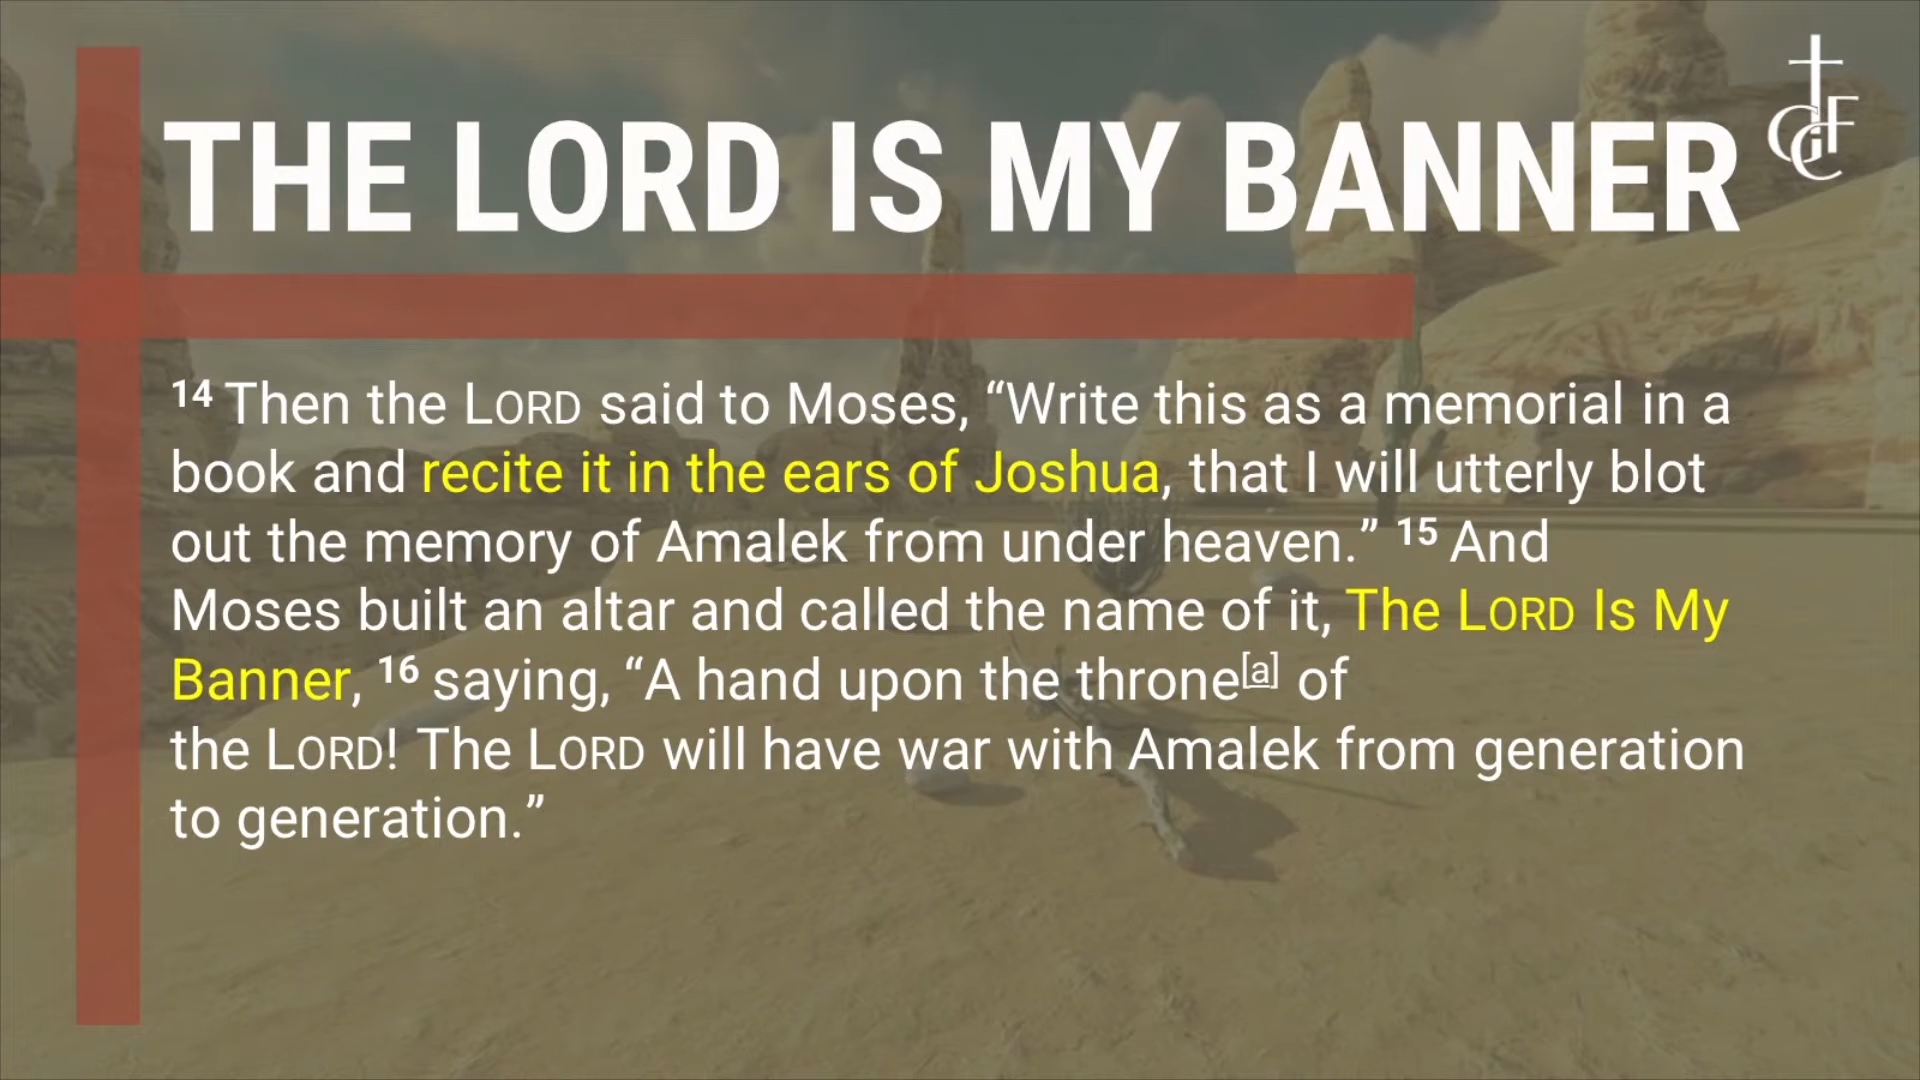 THE LORD IS MY BANNER
GCF
14 Then the LORD said to Moses, “Write this as a memorial in a
book and recite it in the ears of Joshua, that I will utterly blot
out the memory of Amalek from under heaven.” 15 And
Moses built an altar and called the name of it, The LORD Is My
Banner, 16 saying, “A hand upon the throne[a] of
the LORD! The LORD will have war with Amalek from generation
to generation.”